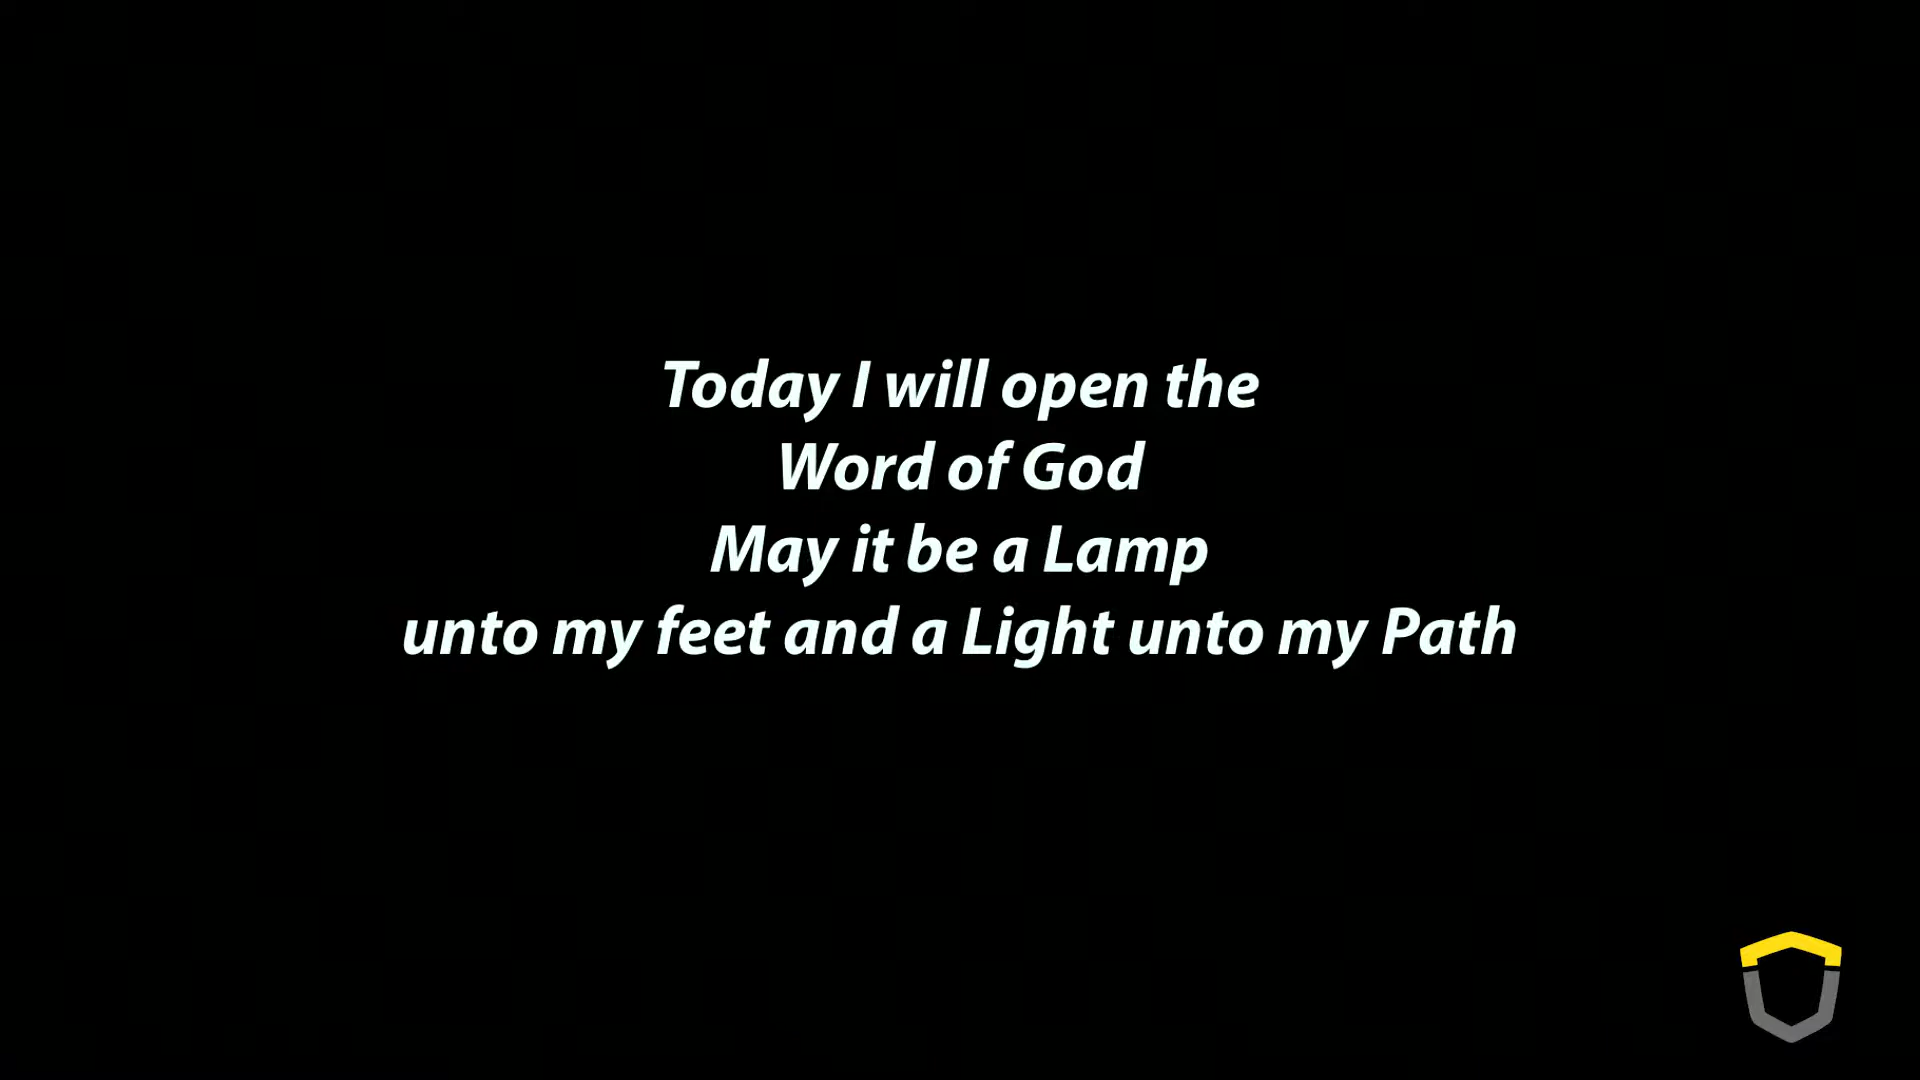 Today I will open the
Word of God
May it be a Lamp
unto my feet and a Light unto my Path